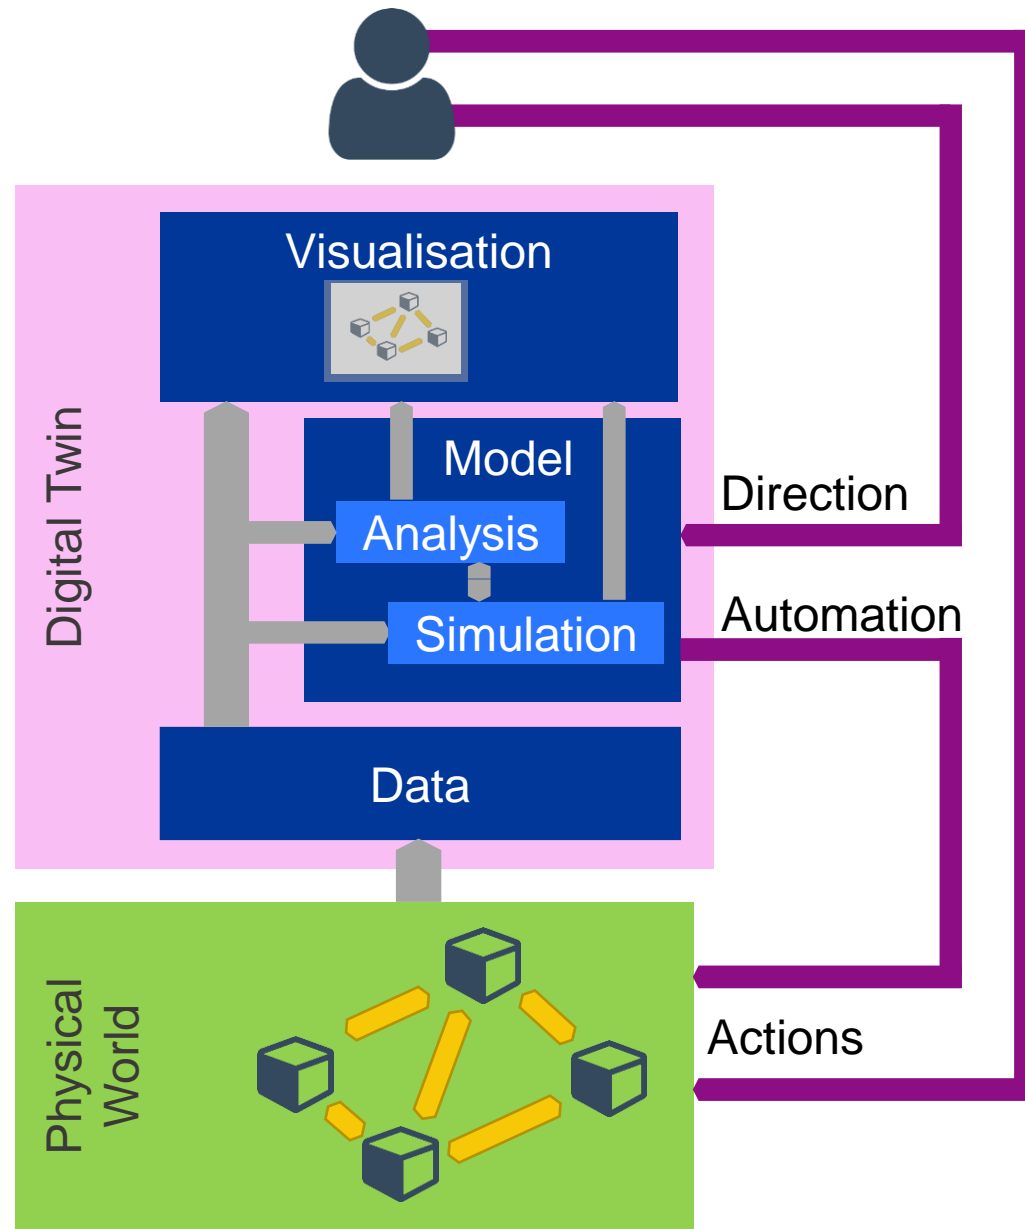 Visualisation
Digital Twin
Model
Direction
Analysis
Automation
Simulation
Data
Physical
World
Actions